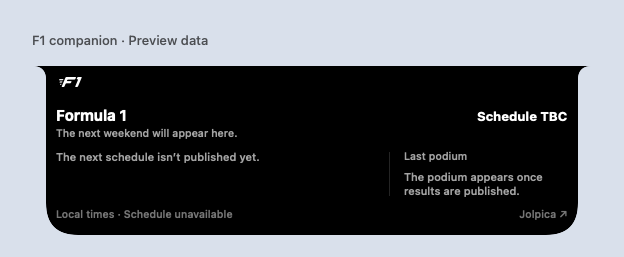 F1 companion · Preview data
F1
Formula 1
Schedule TBC
The next weekend will appear here.
The next schedule isn’t published yet.
Last podium
The podium appears once
results are published.
Local times · Schedule unavailable
Jolpica ↗